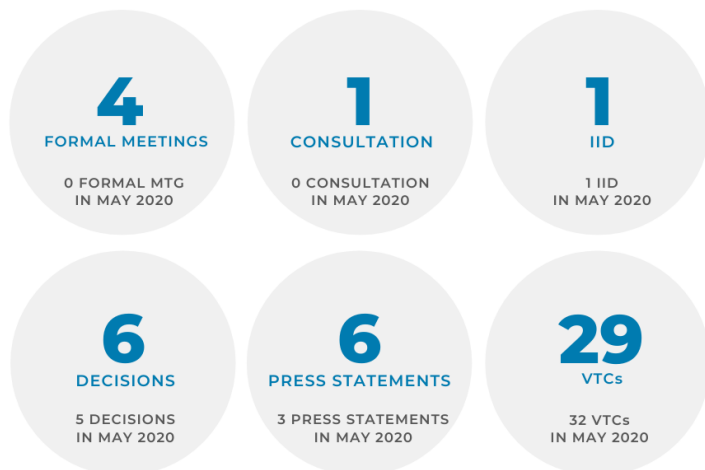 4
FORMAL MEETINGS
0 FORMAL MTG
IN MAY 2020
1
CONSULTATION
0 CONSULTATION
IN MAY 2020
1
IID
1 IID
IN MAY 2020
6
DECISIONS
5 DECISIONS
IN MAY 2020
6
PRESS STATEMENTS
3 PRESS STATEMENTS
IN MAY 2020
29
VTCs
32 VTCs
IN MAY 2020